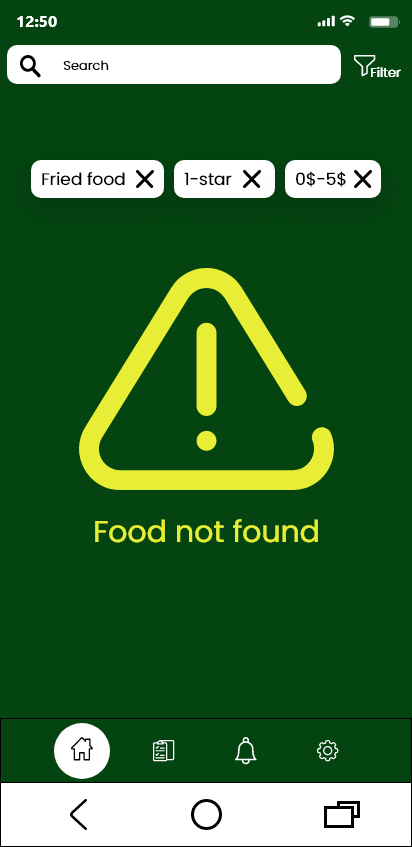 12:50
Search
Filter
Fried food
1-star
0$-5$
Food not found